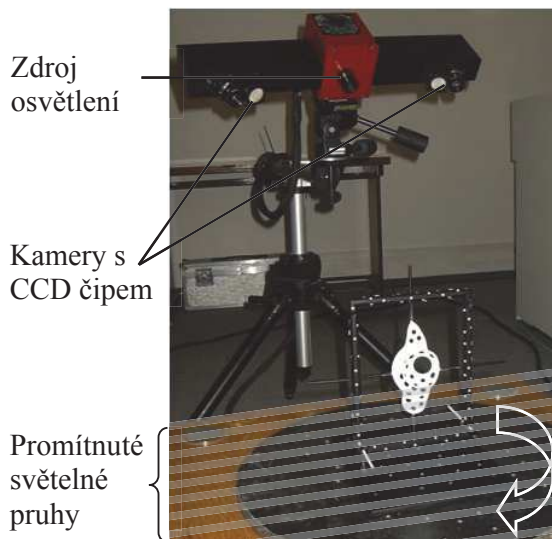 Zdroj
osvětlení
Kamery s
CCD čipem
Promítnuté
světelné
pruhy